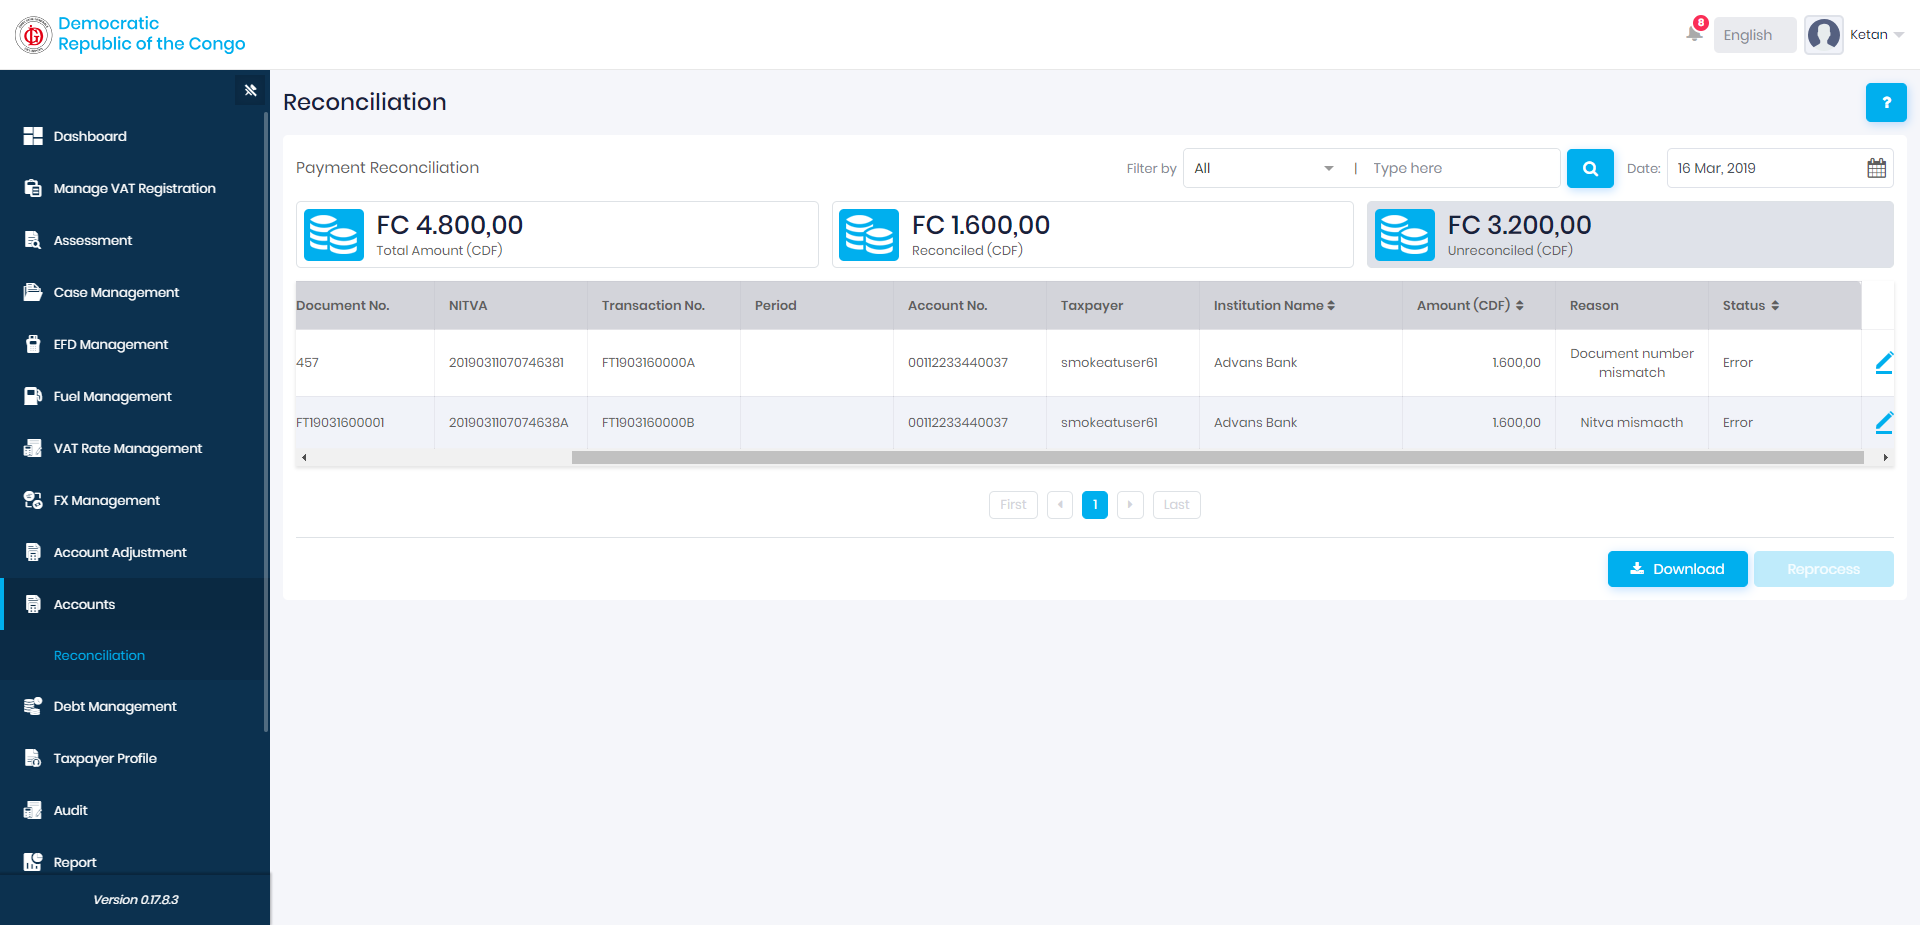 Democratic
Republic of the Congo
8
English
Ketan
Reconciliation
?
Dashboard
Manage VAT Registration
Assessment
Case Management
EFD Management
Fuel Management
VAT Rate Management
FX Management
Account Adjustment
Accounts
Reconciliation
Debt Management
Taxpayer Profile
Audit
Report
Version 0.17.8.3
Payment Reconciliation
Filter by All | Type here Date: 16 Mar, 2019
FC 4.800,00
Total Amount (CDF)
FC 1.600,00
Reconciled (CDF)
FC 3.200,00
Unreconciled (CDF)
Document No. NITVA Transaction No. Period Account No. Taxpayer Institution Name Amount (CDF) Reason Status
457 20190311070746381 FT1903160000A 00112233440037 smokeatuser61 Advans Bank 1.600,00 Document number mismatch Error
FT19031600001 2019031107074638A FT1903160000B 00112233440037 smokeatuser61 Advans Bank 1.600,00 Nitva mismacth Error
First 1 Last
Download Reprocess